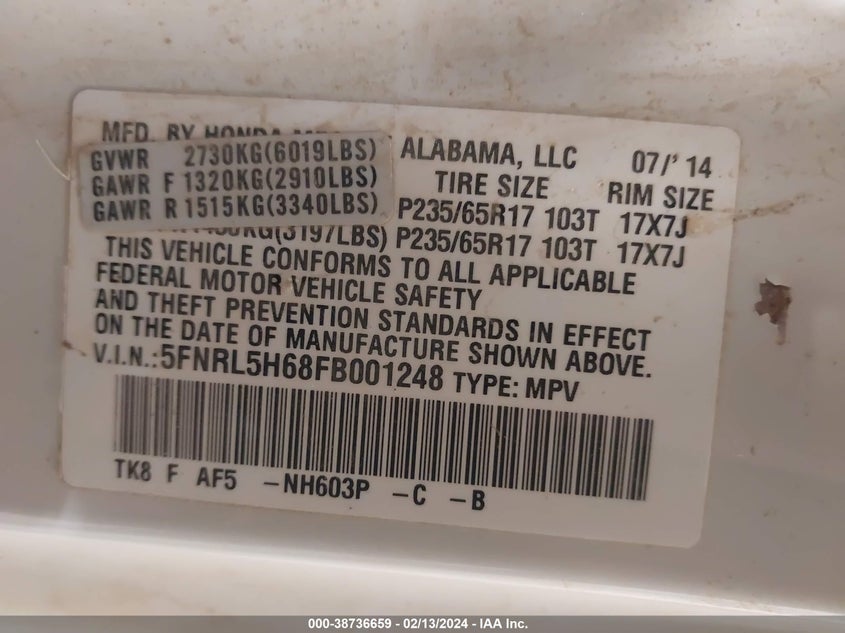 MFD. BY HONDA ALABAMA, LLC 07/'14
GVWR 2730KG(6019LBS) TIRE SIZE RIM SIZE
GAWR F 1320KG(2910LBS) P235/65R17 103T 17X7J
GAWR R 1515KG(3340LBS)
(3197LBS) P235/65R17 103T 17X7J
THIS VEHICLE CONFORMS TO ALL APPLICABLE
FEDERAL MOTOR VEHICLE SAFETY
AND THEFT PREVENTION STANDARDS IN EFFECT
ON THE DATE OF MANUFACTURE SHOWN ABOVE.
V.I.N.:5FNRL5H68FB001248 TYPE: MPV
TK8 F AF5 -NH603P -C -B
000-38736659 - 02/13/2024 - IAA Inc.